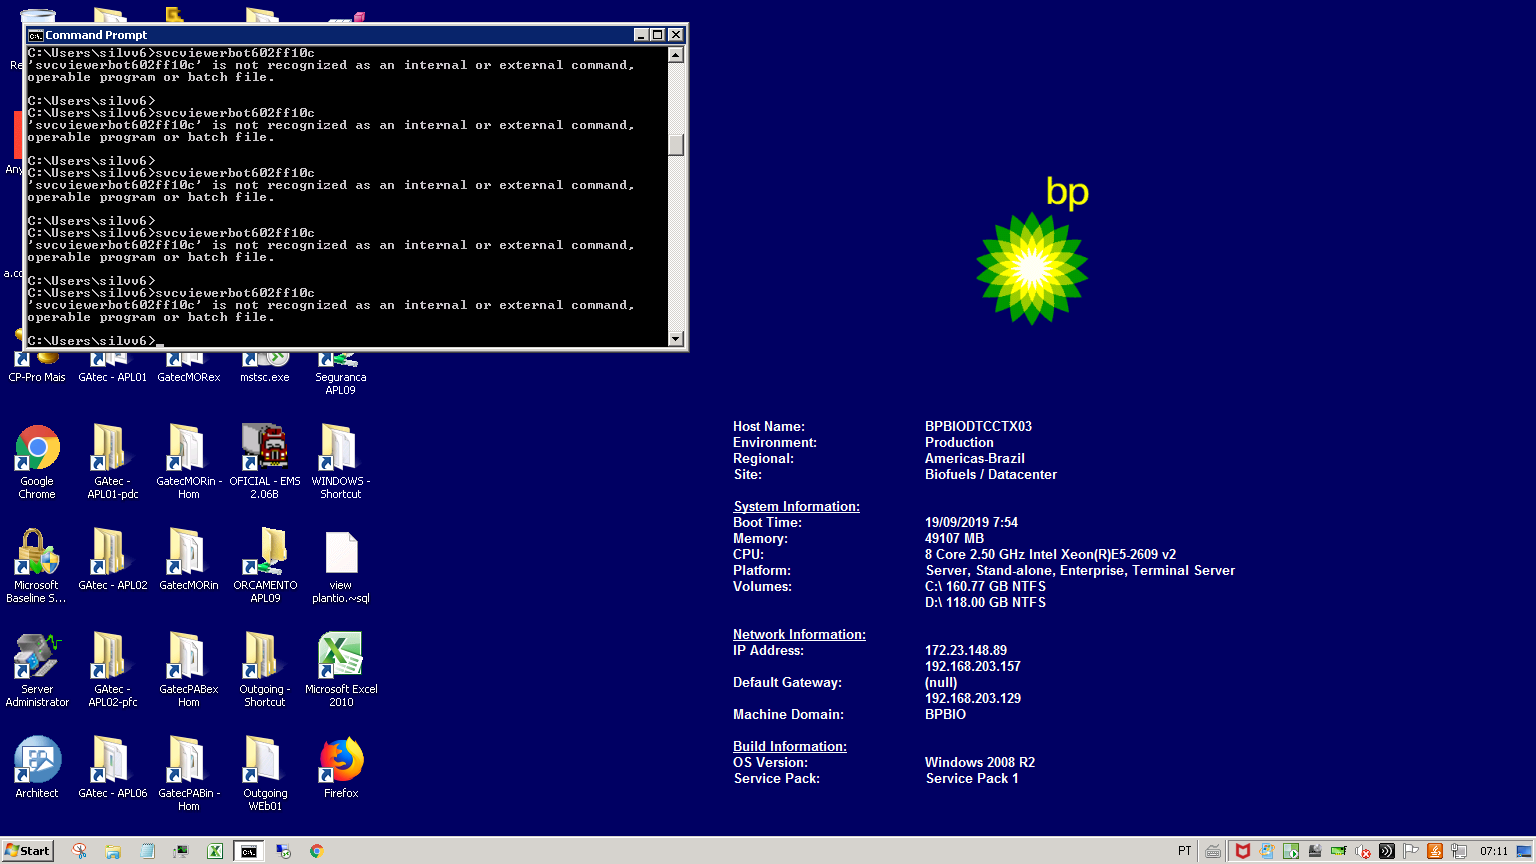 Command Prompt
C:\Users\silvv6>svcviewerbot602ff10c
'svcviewerbot602ff10c' is not recognized as an internal or external command,
operable program or batch file.
C:\Users\silvv6>
C:\Users\silvv6>svcviewerbot602ff10c
'svcviewerbot602ff10c' is not recognized as an internal or external command,
operable program or batch file.
C:\Users\silvv6>
C:\Users\silvv6>svcviewerbot602ff10c
'svcviewerbot602ff10c' is not recognized as an internal or external command,
operable program or batch file.
C:\Users\silvv6>
C:\Users\silvv6>svcviewerbot602ff10c
'svcviewerbot602ff10c' is not recognized as an internal or external command,
operable program or batch file.
C:\Users\silvv6>
C:\Users\silvv6>svcviewerbot602ff10c
'svcviewerbot602ff10c' is not recognized as an internal or external command,
operable program or batch file.
C:\Users\silvv6>_
CP-Pro Mais
GAtec - APL01
GatecMORex
mstsc.exe
Seguranca
APL09
Google
Chrome
GAtec -
APL01-pdc
GatecMORin -
Hom
OFICIAL - EMS
2.06B
WINDOWS -
Shortcut
Microsoft
Baseline S...
GAtec - APL02
GatecMORin
ORCAMENTO
APL09
view
plantio.~sql
Server
Administrator
GAtec -
APL02-pfc
GatecPABex
Hom
Outgoing -
Shortcut
Microsoft Excel
2010
Architect
GAtec - APL06
GatecPABin -
Hom
Outgoing
WEb01
Firefox
bp
Host Name: BPBIODTCCTX03
Environment: Production
Regional: Americas-Brazil
Site: Biofuels / Datacenter
System Information:
Boot Time: 19/09/2019 7:54
Memory: 49107 MB
CPU: 8 Core 2.50 GHz Intel Xeon(R)E5-2609 v2
Platform: Server, Stand-alone, Enterprise, Terminal Server
Volumes: C:\ 160.77 GB NTFS
D:\ 118.00 GB NTFS
Network Information:
IP Address: 172.23.148.89
192.168.203.157
Default Gateway: (null)
192.168.203.129
Machine Domain: BPBIO
Build Information:
OS Version: Windows 2008 R2
Service Pack: Service Pack 1
Start
PT
07:11